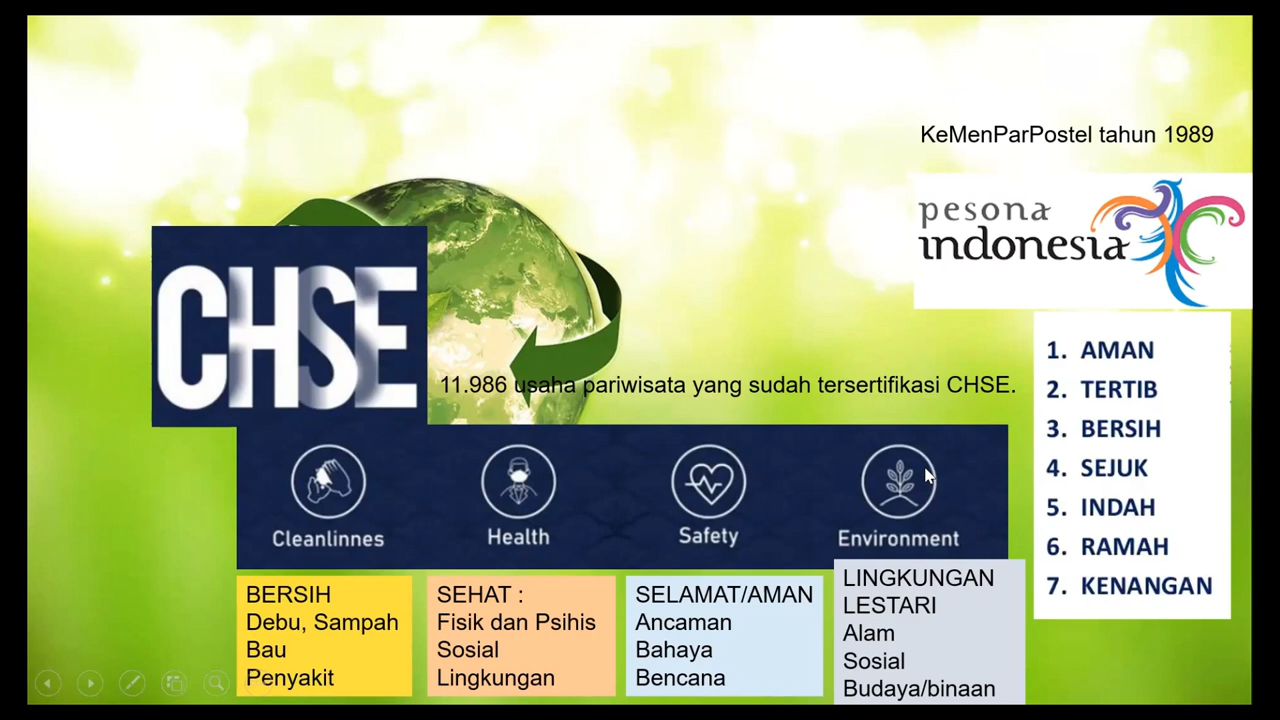 KeMenParPostel tahun 1989
pesona
indonesia
CHSE
11.986 usaha pariwisata yang sudah tersertifikasi CHSE.
1. AMAN
2. TERTIB
3. BERSIH
4. SEJUK
5. INDAH
6. RAMAH
7. KENANGAN
Cleanlinnes
Health
Safety
Environment
BERSIH
Debu, Sampah
Bau
Penyakit
SEHAT :
Fisik dan Psihis
Sosial
Lingkungan
SELAMAT/AMAN
Ancaman
Bahaya
Bencana
LINGKUNGAN
LESTARI
Alam
Sosial
Budaya/binaan